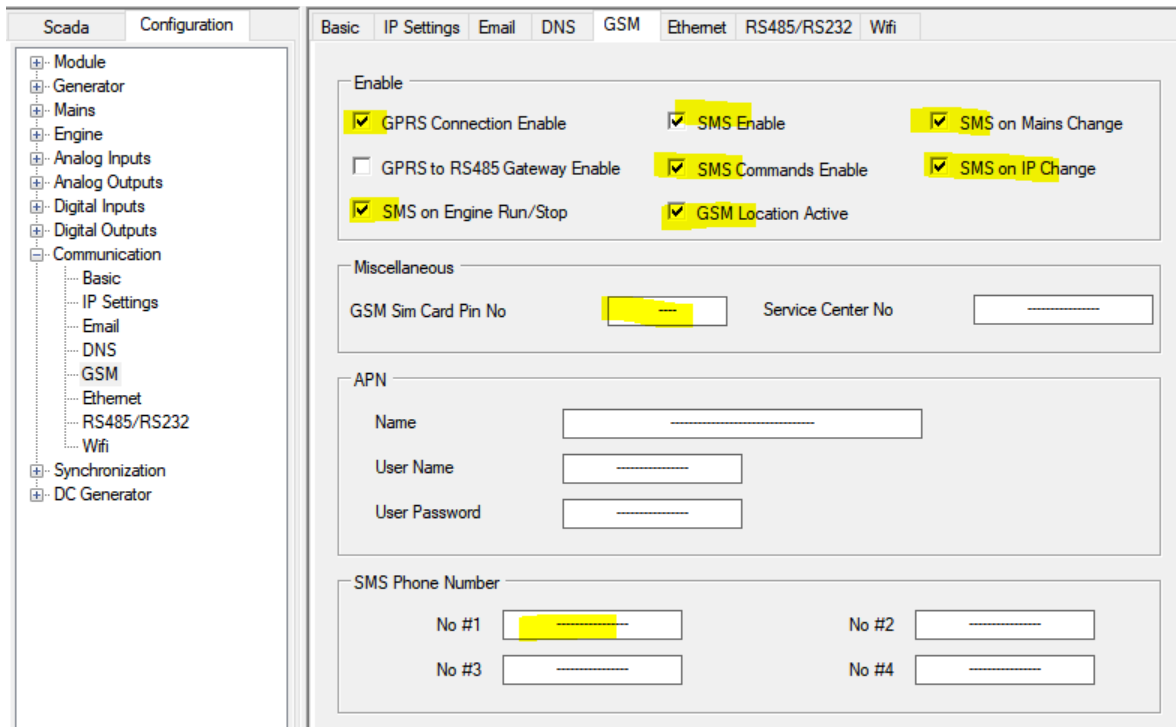 Scada Configuration
Module
Generator
Mains
Engine
Analog Inputs
Analog Outputs
Digital Inputs
Digital Outputs
Communication
Basic
IP Settings
Email
DNS
GSM
Ethernet
RS485/RS232
Wifi
Synchronization
DC Generator
Basic IP Settings Email DNS GSM Ethernet RS485/RS232 Wifi
Enable
GPRS Connection Enable SMS Enable SMS on Mains Change
GPRS to RS485 Gateway Enable SMS Commands Enable SMS on IP Change
SMS on Engine Run/Stop GSM Location Active
Miscellaneous
GSM Sim Card Pin No ---- Service Center No ----------------
APN
Name --------------------------------
User Name ----------------
User Password ----------------
SMS Phone Number
No #1 ---------------- No #2 ----------------
No #3 ---------------- No #4 ----------------